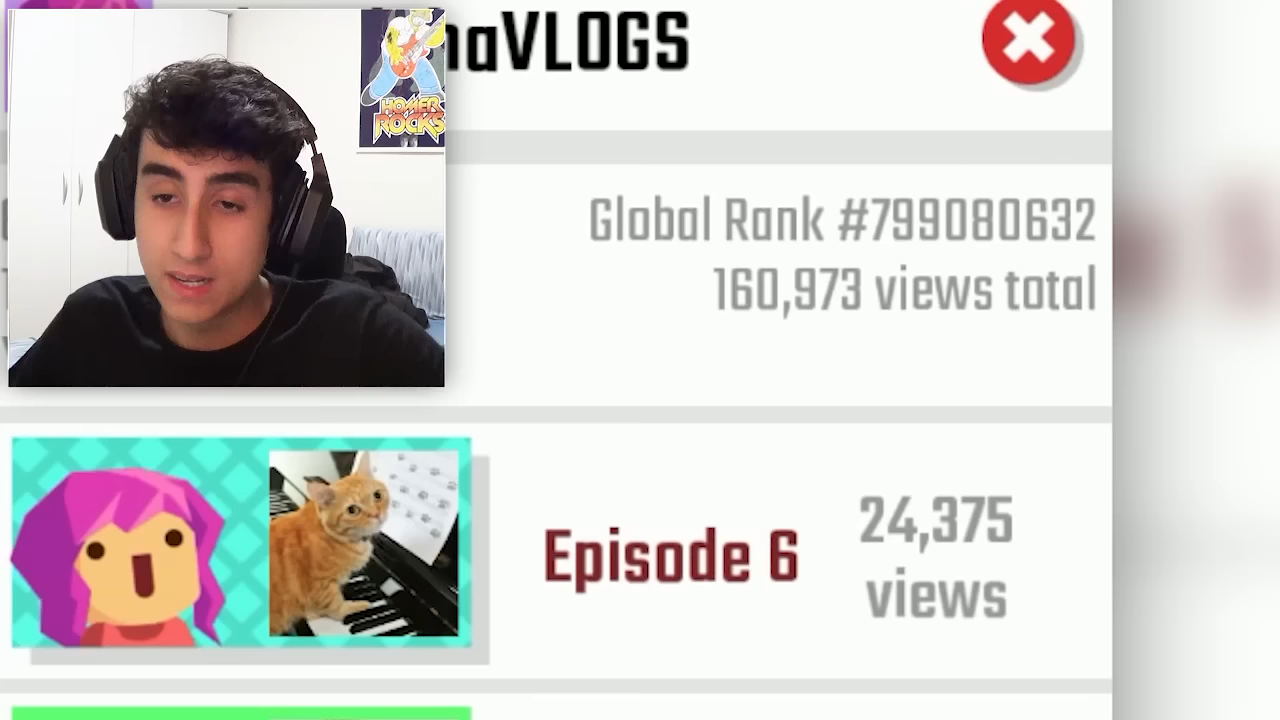 naVLOGS
HOMER
ROCKS
Global Rank #799080632
160,973 views total
Episode 6
24,375
views